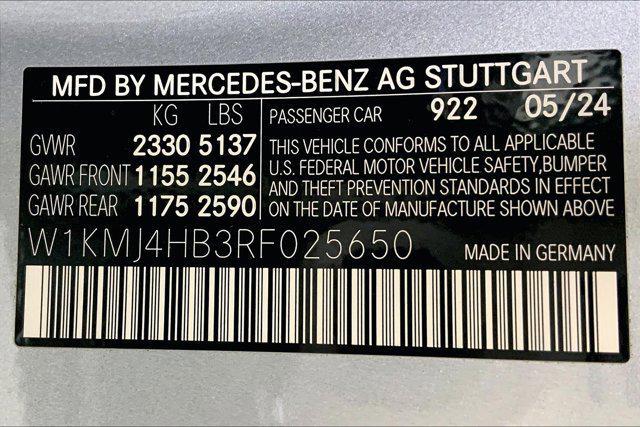 MFD BY MERCEDES-BENZ AG STUTTGART
KG LBS PASSENGER CAR 922 05/24
GVWR 2330 5137
GAWR FRONT 1155 2546
GAWR REAR 1175 2590
THIS VEHICLE CONFORMS TO ALL APPLICABLE
U.S. FEDERAL MOTOR VEHICLE SAFETY,BUMPER
AND THEFT PREVENTION STANDARDS IN EFFECT
ON THE DATE OF MANUFACTURE SHOWN ABOVE
W1KMJ4HB3RF025650 MADE IN GERMANY